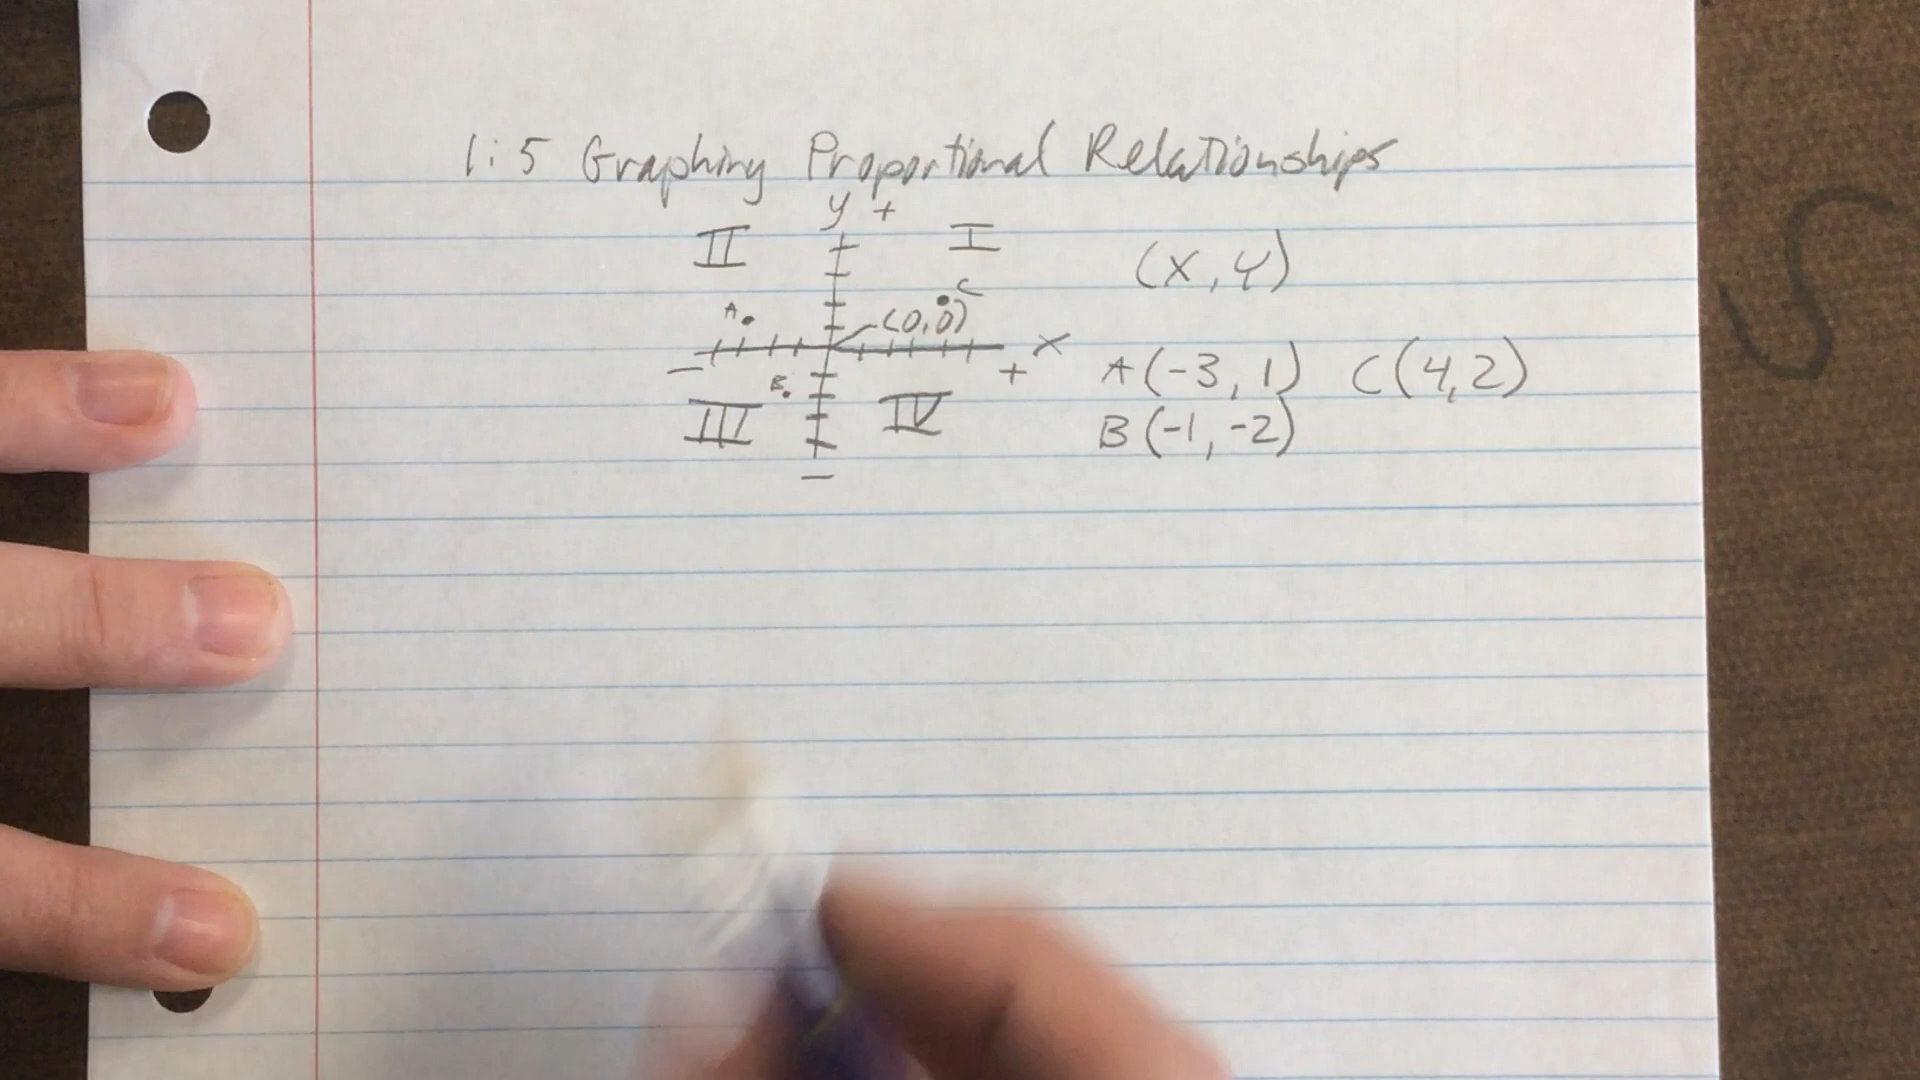 1:5 Graphing Proportional Relationships
y +
II I (x, y)
A C
(0,0)
− + x A(-3, 1) C(4,2)
B
III IV B(-1, -2)
−